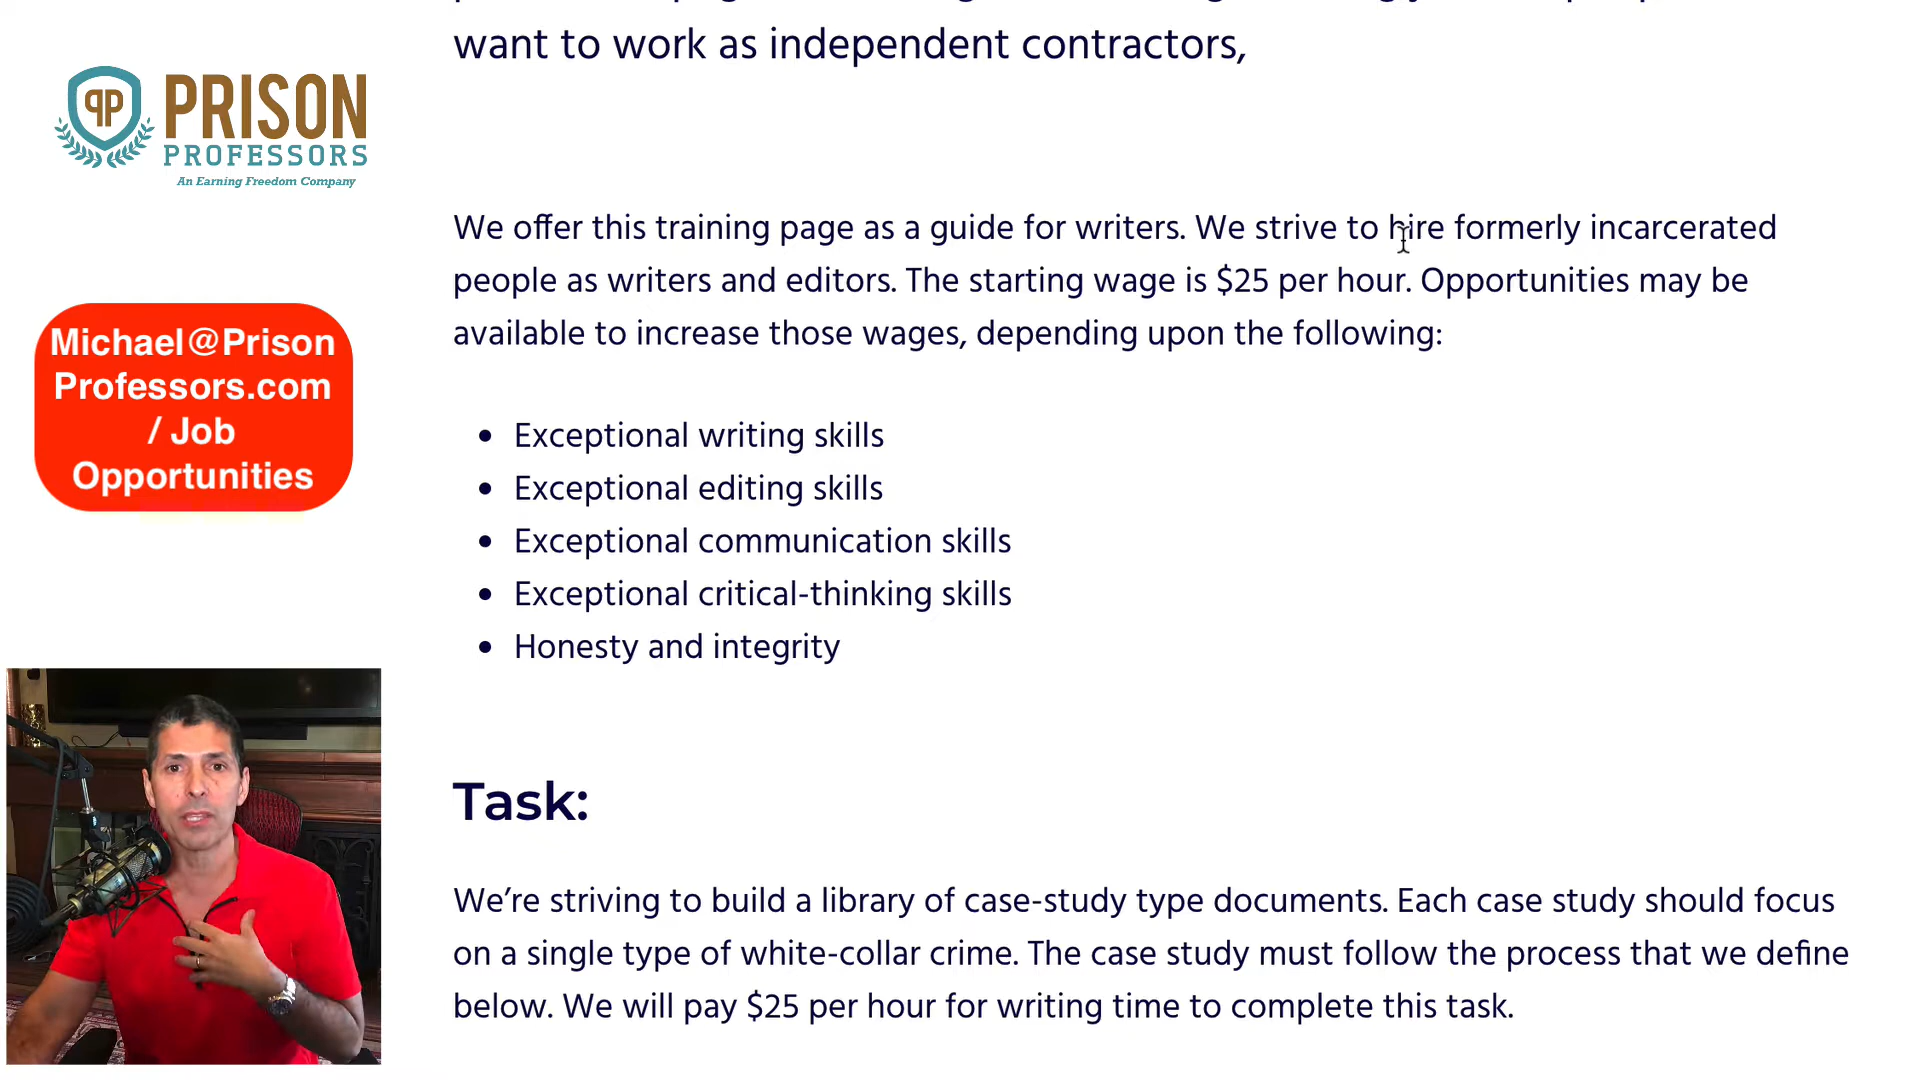 want to work as independent contractors,
PRISON
PROFESSORS
An Earning Freedom Company
We offer this training page as a guide for writers. We strive to hire formerly incarcerated
people as writers and editors. The starting wage is $25 per hour. Opportunities may be
available to increase those wages, depending upon the following:
Michael@Prison
Professors.com
/ Job
Opportunities
• Exceptional writing skills
• Exceptional editing skills
• Exceptional communication skills
• Exceptional critical-thinking skills
• Honesty and integrity
Task:
We’re striving to build a library of case-study type documents. Each case study should focus
on a single type of white-collar crime. The case study must follow the process that we define
below. We will pay $25 per hour for writing time to complete this task.